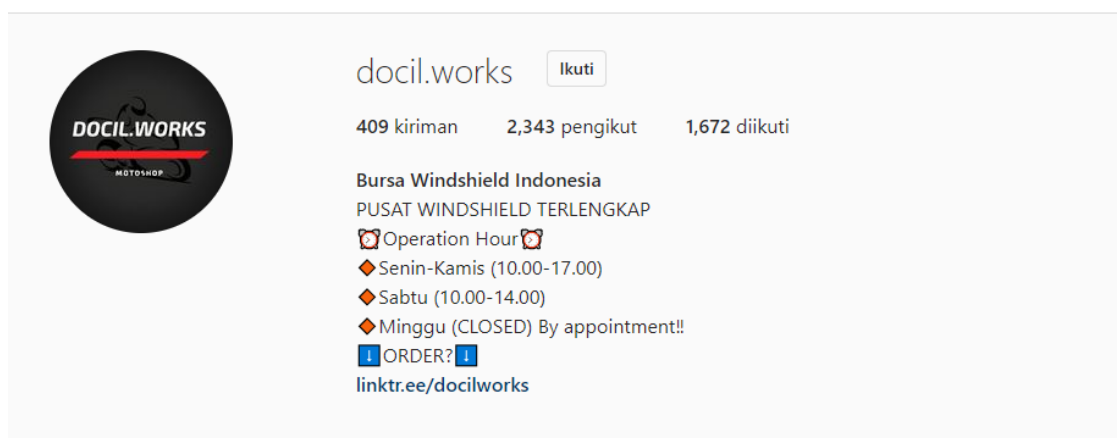 DOCIL.WORKS
MOTOSHOP
docil.works Ikuti
409 kiriman 2,343 pengikut 1,672 diikuti
Bursa Windshield Indonesia
PUSAT WINDSHIELD TERLENGKAP
⏰Operation Hour⏰
🔶Senin-Kamis (10.00-17.00)
🔶Sabtu (10.00-14.00)
🔶Minggu (CLOSED) By appointment‼
⬇ORDER?⬇
linktr.ee/docilworks